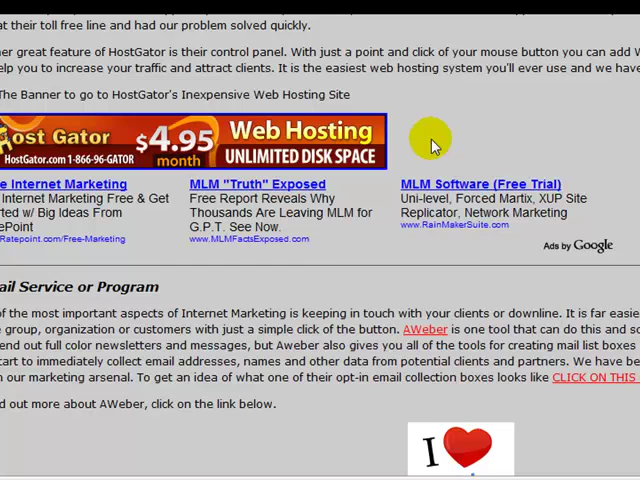 at their toll free line and had our problem solved quickly.
her great feature of HostGator is their control panel. With just a point and click of your mouse button you can add W
elp you to increase your traffic and attract clients. It is the easiest web hosting system you'll ever use and we have
The Banner to go to HostGator's Inexpensive Web Hosting Site
ost Gator $4.95 Web Hosting
HostGator.com 1-866-96-GATOR month UNLIMITED DISK SPACE
e Internet Marketing
Internet Marketing Free & Get
rted w/ Big Ideas From
ePoint
Ratepoint.com/Free-Marketing
MLM "Truth" Exposed
Free Report Reveals Why
Thousands Are Leaving MLM for
G.P.T. See Now.
www.MLMFactsExposed.com
MLM Software (Free Trial)
Uni-level, Forced Martix, XUP Site
Replicator, Network Marketing
www.RainMakerSuite.com
Ads by Google
ail Service or Program
of the most important aspects of Internet Marketing is keeping in touch with your clients or downline. It is far easie
e group, organization or customers with just a simple click of the button. AWeber is one tool that can do this and so
end out full color newsletters and messages, but Aweber also gives you all of the tools for creating mail list boxes
tart to immediately collect email addresses, names and other data from potential clients and partners. We have be
n our marketing arsenal. To get an idea of what one of their opt-in email collection boxes looks like CLICK ON THIS
d out more about AWeber, click on the link below.
I